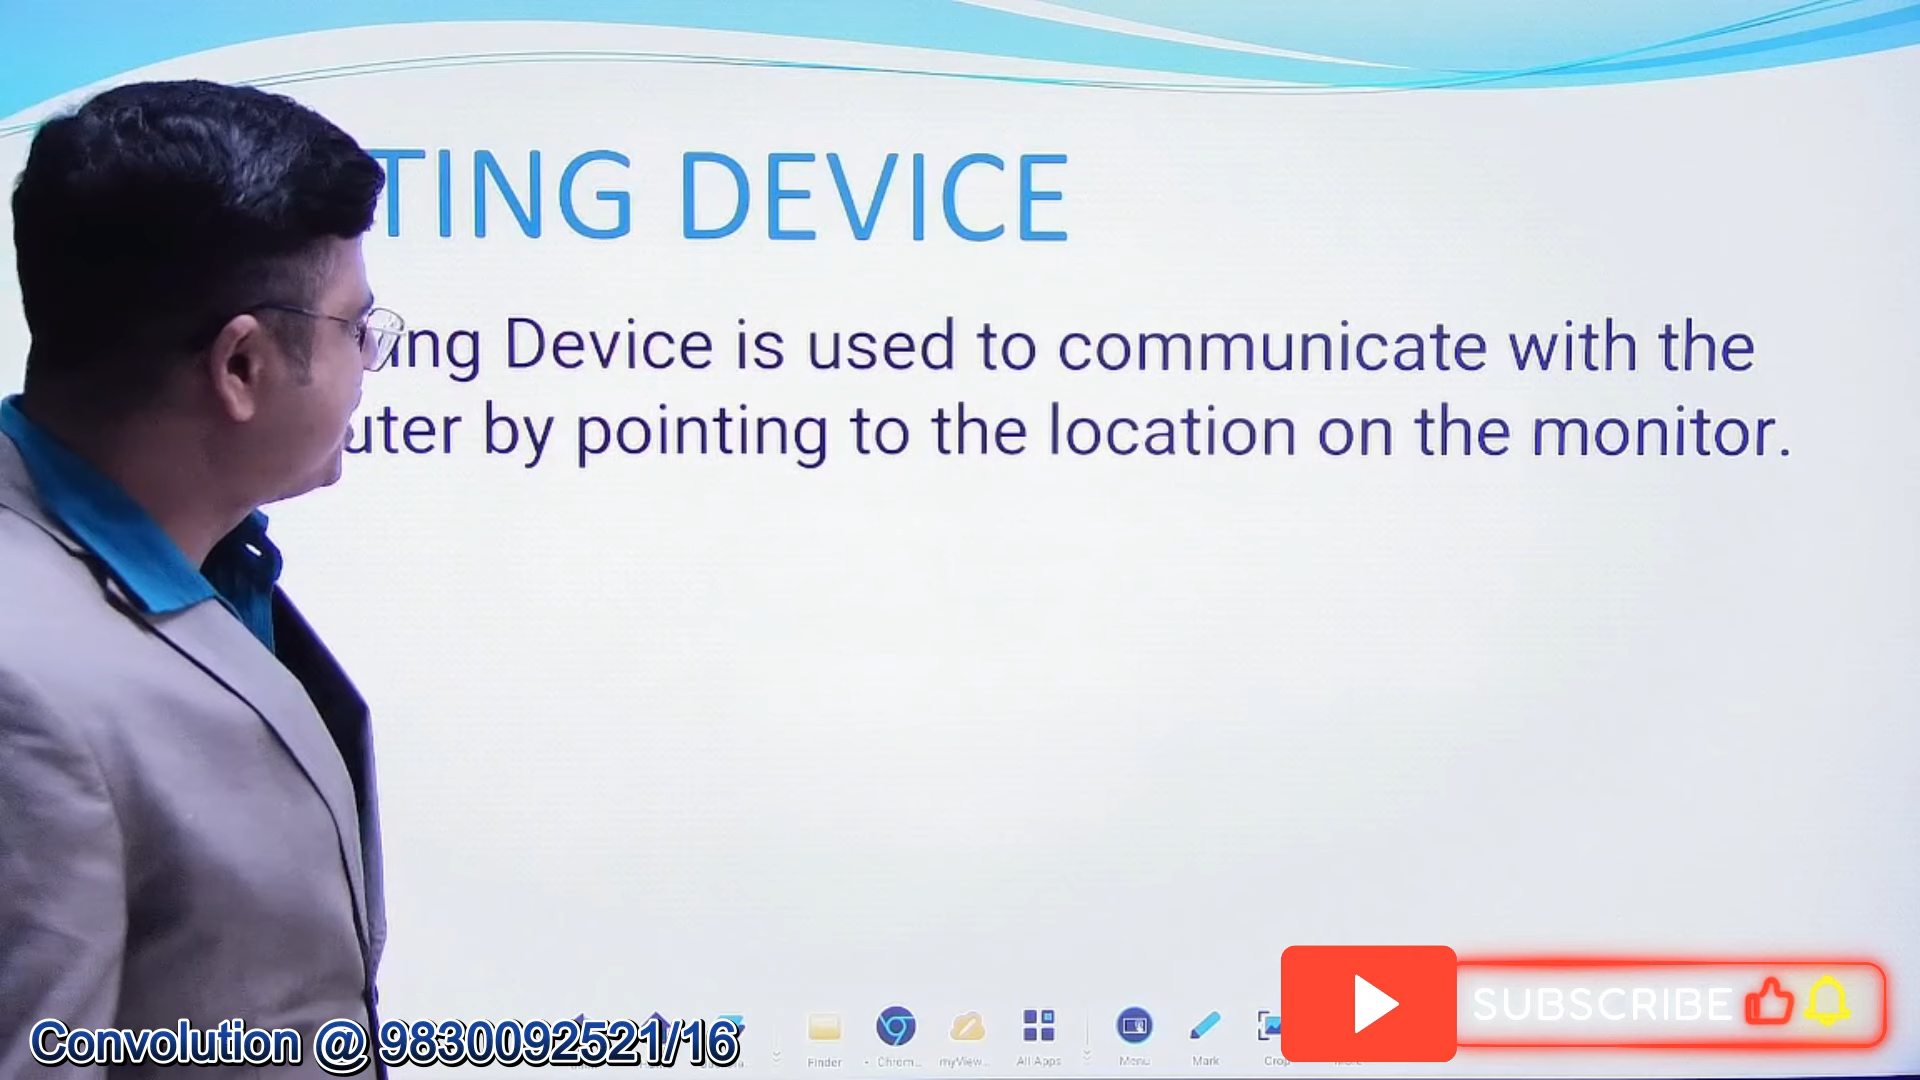 TING DEVICE
ing Device is used to communicate with the
uter by pointing to the location on the monitor.
Finder
Chrom...
myView...
All Apps
Menu
Mark
Crop
SUBSCRIBE
Convolution @ 9830092521/16